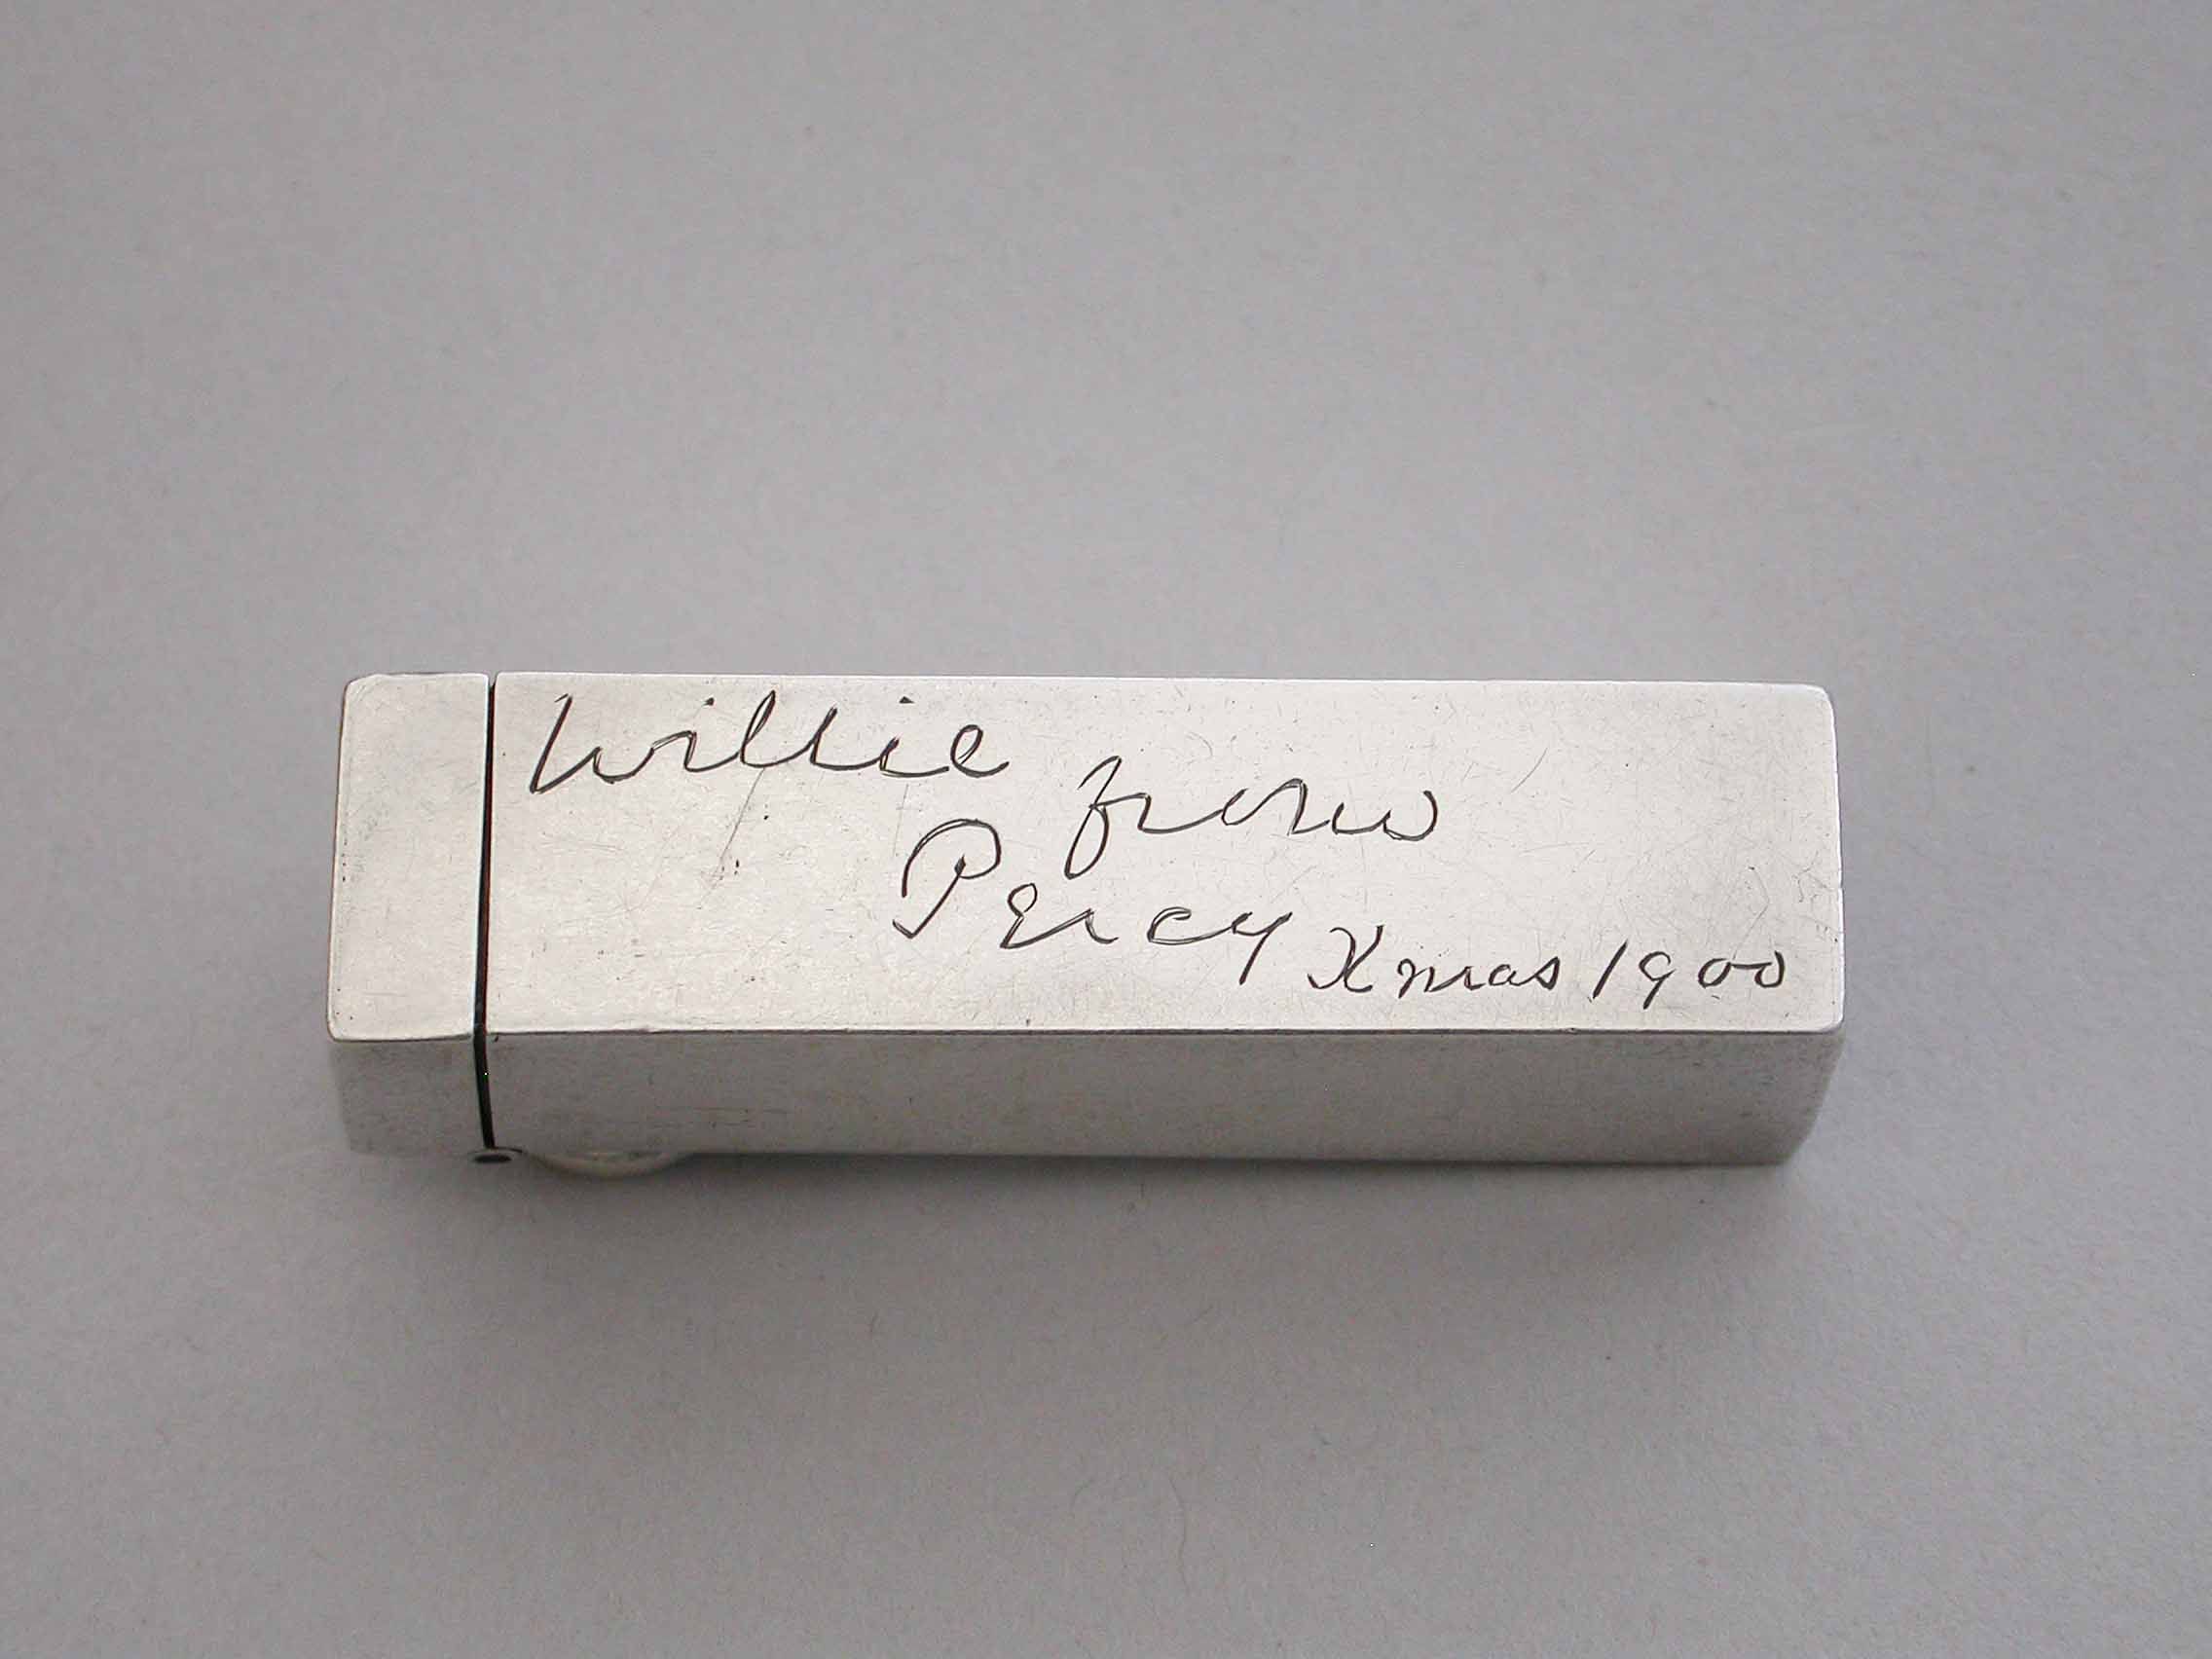 Willie
from
Percy
Xmas 1900